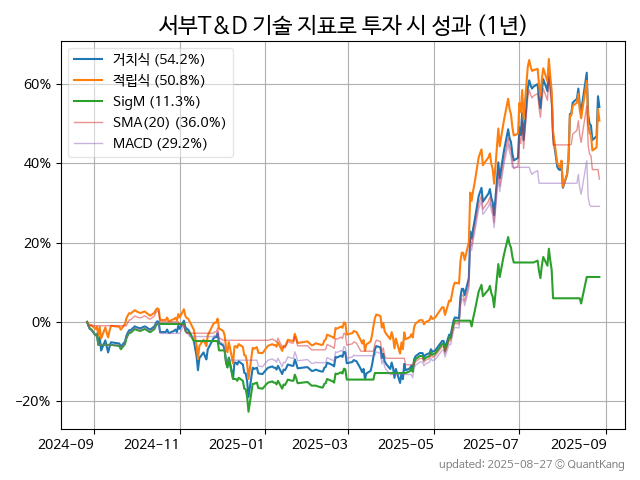 서부T&D 기술 지표로 투자 시 성과 (1년)
거치식 (54.2%)
적립식 (50.8%)
SigM (11.3%)
SMA(20) (36.0%)
MACD (29.2%)
60%
40%
20%
0%
−20%
2024-09 2024-11 2025-01 2025-03 2025-05 2025-07 2025-09
updated: 2025-08-27 © QuantKang